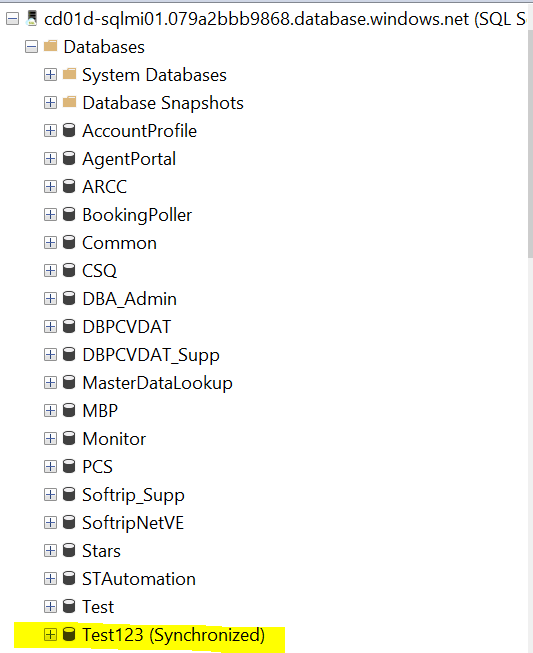 cd01d-sqlmi01.079a2bbb9868.database.windows.net (SQL S
Databases
System Databases
Database Snapshots
AccountProfile
AgentPortal
ARCC
BookingPoller
Common
CSQ
DBA_Admin
DBPCVDAT
DBPCVDAT_Supp
MasterDataLookup
MBP
Monitor
PCS
Softrip_Supp
SoftripNetVE
Stars
STAutomation
Test
Test123 (Synchronized)